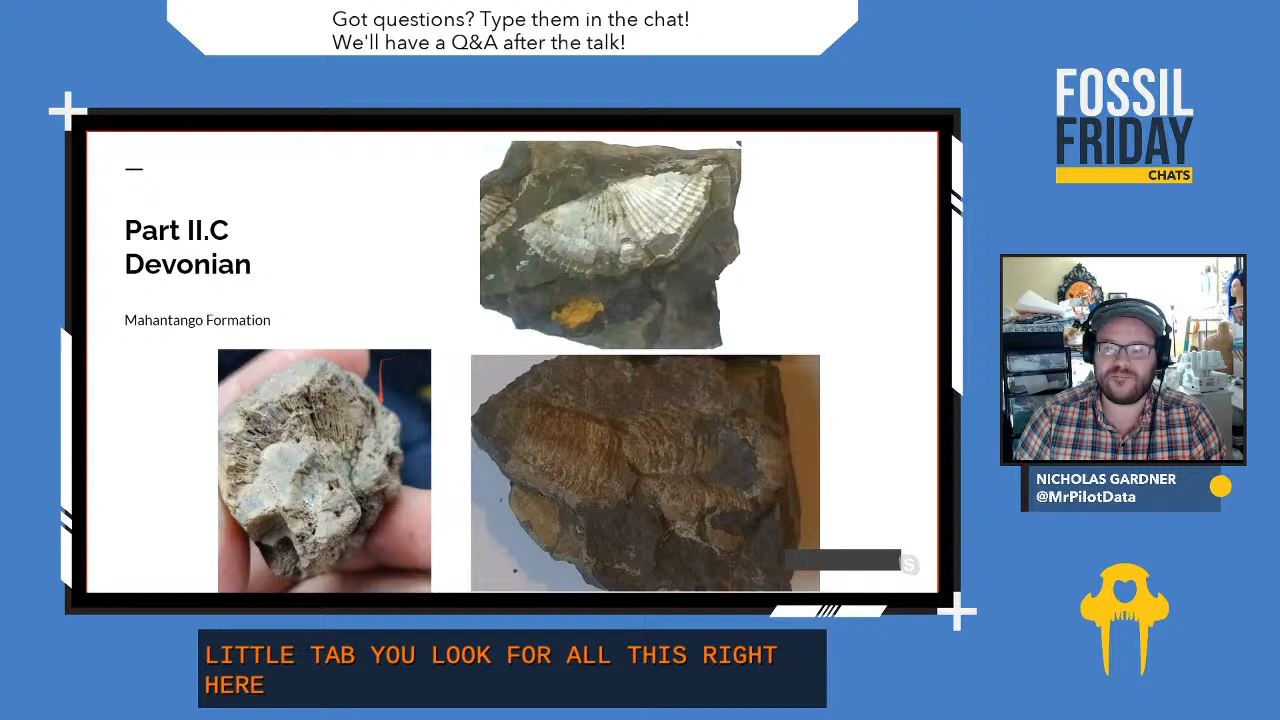 Got questions? Type them in the chat!
We'll have a Q&A after the talk!
FOSSIL
FRIDAY
CHATS
Part II.C
Devonian
Mahantango Formation
S
NICHOLAS GARDNER
@MrPilotData
LITTLE TAB YOU LOOK FOR ALL THIS RIGHT
HERE